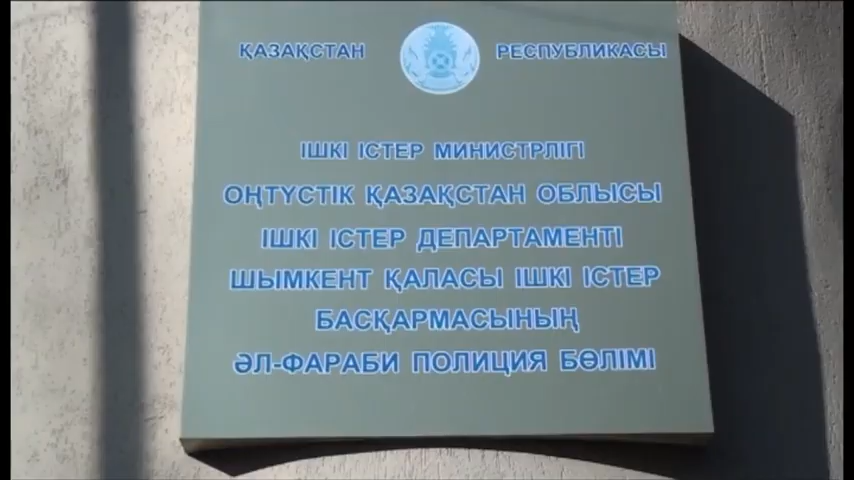 ҚАЗАҚСТАН РЕСПУБЛИКАСЫ
ІШКІ ІСТЕР МИНИСТРЛІГІ
ОҢТҮСТІК ҚАЗАҚСТАН ОБЛЫСЫ
ІШКІ ІСТЕР ДЕПАРТАМЕНТІ
ШЫМКЕНТ ҚАЛАСЫ ІШКІ ІСТЕР
БАСҚАРМАСЫНЫҢ
ӘЛ-ФАРАБИ ПОЛИЦИЯ БӨЛІМІ